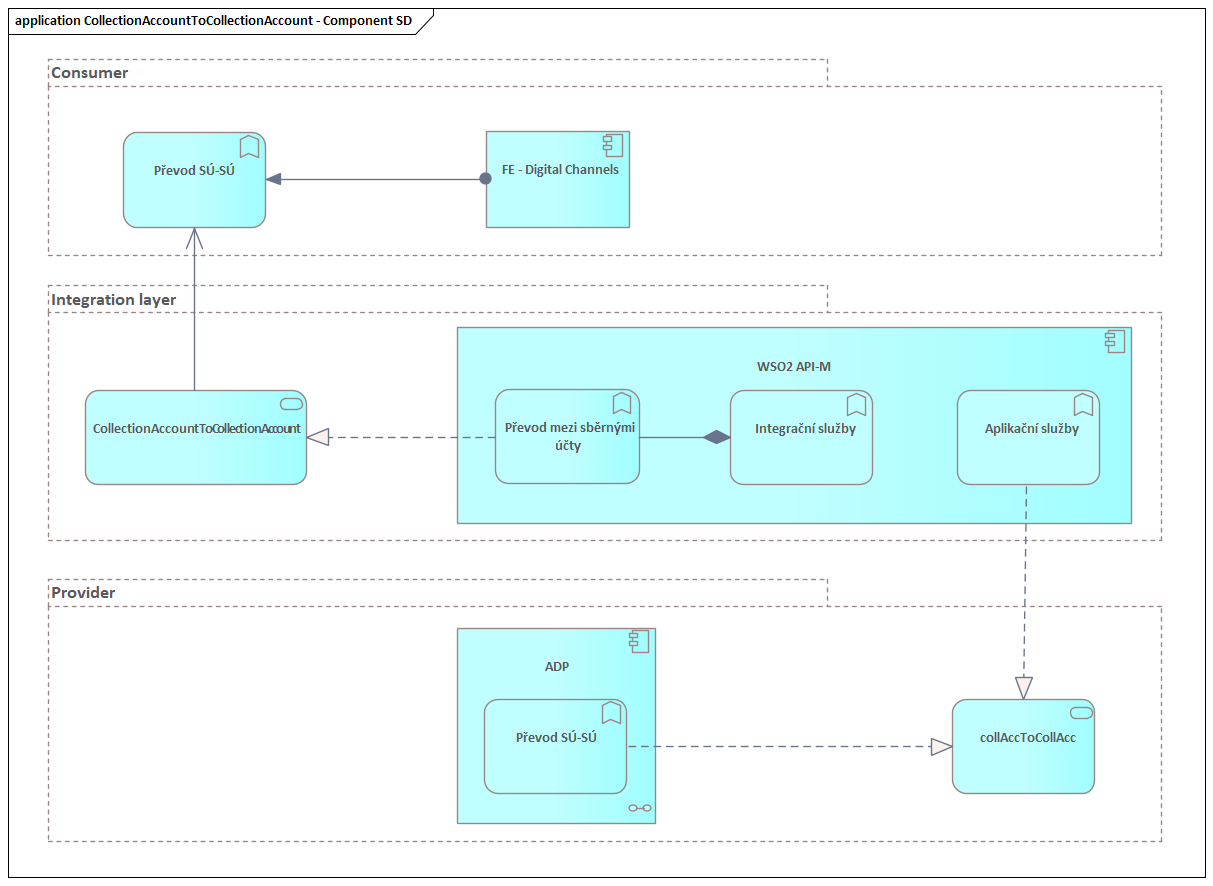 application CollectionAccountToCollectionAccount - Component SD
Consumer
Převod SÚ-SÚ
FE - Digital Channels
Integration layer
WSO2 API-M
CollectionAccountToCollectionAccount
Převod mezi sběrnými
účty
Integrační služby
Aplikační služby
Provider
ADP
Převod SÚ-SÚ
collAccToCollAcc